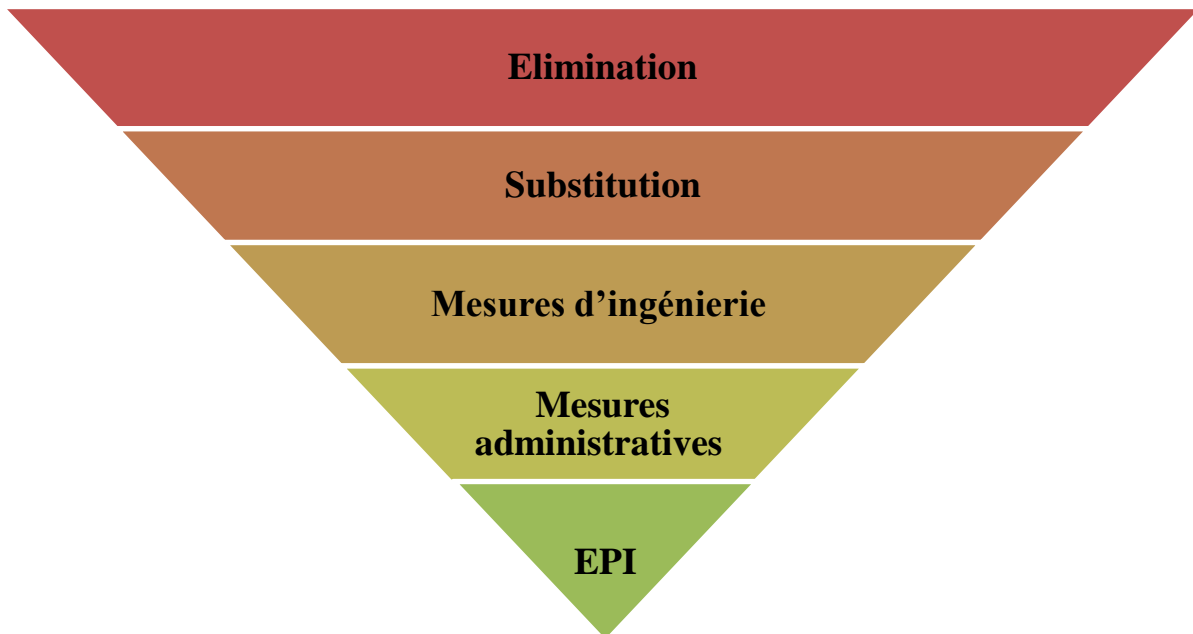 Elimination
Substitution
Mesures d’ingénierie
Mesures
administratives
EPI